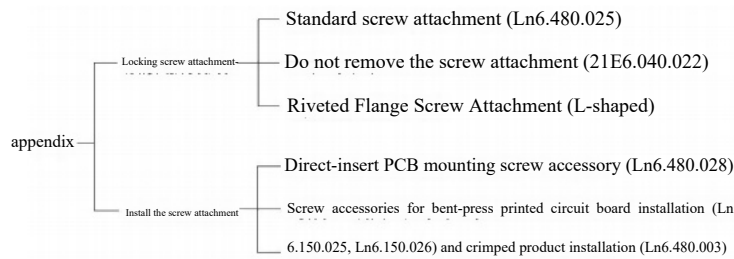 Standard screw attachment (Ln6.480.025)
Locking screw attachment-
Do not remove the screw attachment (21E6.040.022)
Riveted Flange Screw Attachment (L-shaped)
appendix
Direct-insert PCB mounting screw accessory (Ln6.480.028)
Install the screw attachment
Screw accessories for bent-press printed circuit board installation (Ln
6.150.025, Ln6.150.026) and crimped product installation (Ln6.480.003)